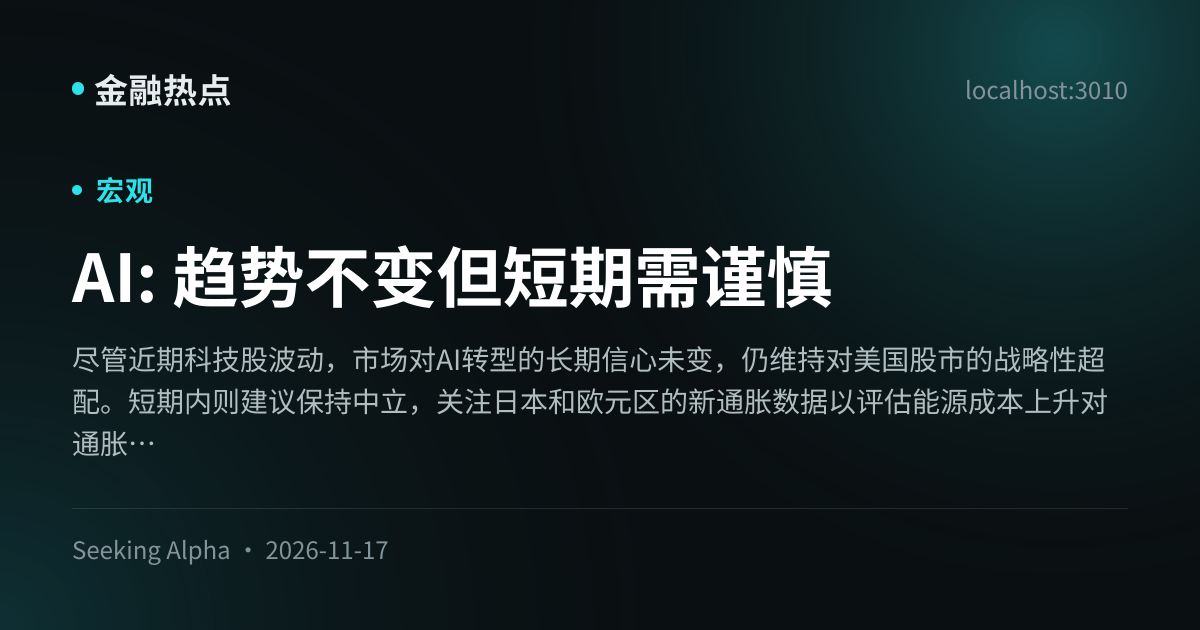 金融热点
localhost:3010
宏观
AI: 趋势不变但短期需谨慎
尽管近期科技股波动，市场对AI转型的长期信心未变，仍维持对美国股市的战略性超
配。短期内则建议保持中立，关注日本和欧元区的新通胀数据以评估能源成本上升对
通胀…
Seeking Alpha · 2026-11-17